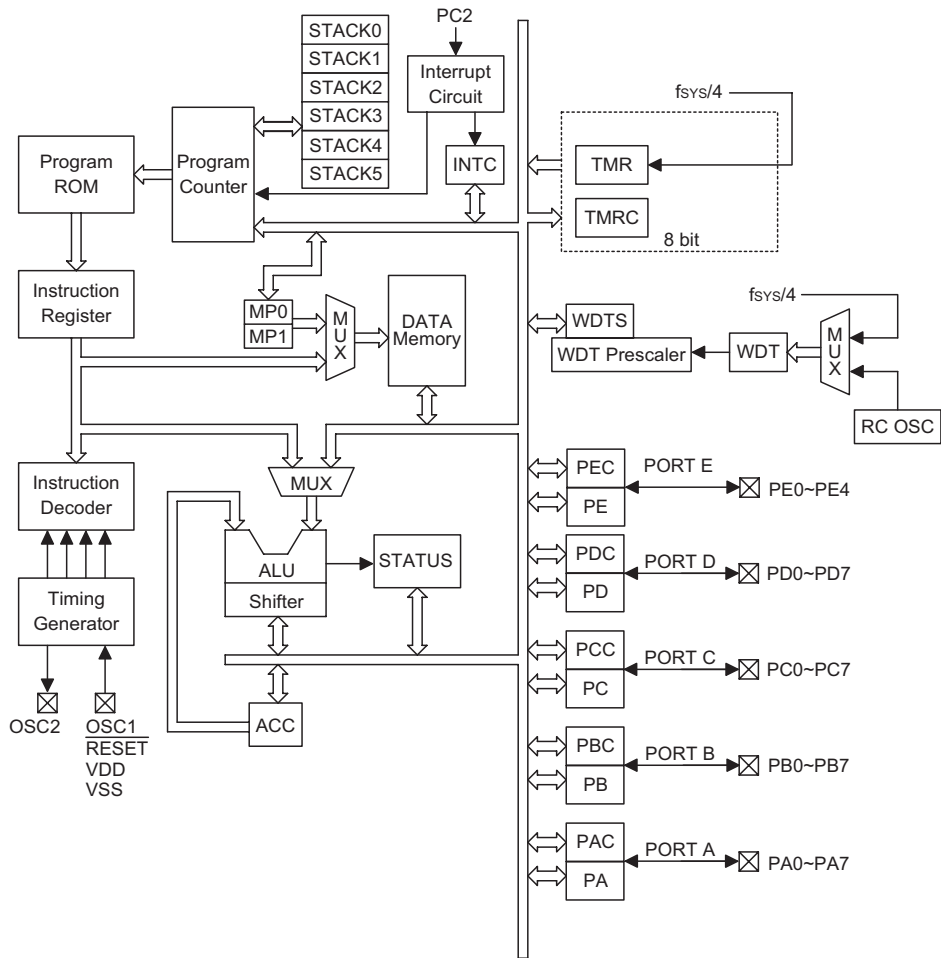 PC2
STACK0
STACK1
STACK2
STACK3
STACK4
STACK5
Interrupt
Circuit
INTC
Program
ROM
Program
Counter
fSYS/4
TMR
TMRC
8 bit
Instruction
Register
MP0
MP1
MUX
DATA
Memory
WDTS
WDT Prescaler
WDT
MUX
fSYS/4
RC OSC
Instruction
Decoder
MUX
ALU
Shifter
STATUS
Timing
Generator
OSC2
OSC1
RESET
VDD
VSS
ACC
PEC
PE
PORT E
PE0~PE4
PDC
PD
PORT D
PD0~PD7
PCC
PC
PORT C
PC0~PC7
PBC
PB
PORT B
PB0~PB7
PAC
PA
PORT A
PA0~PA7